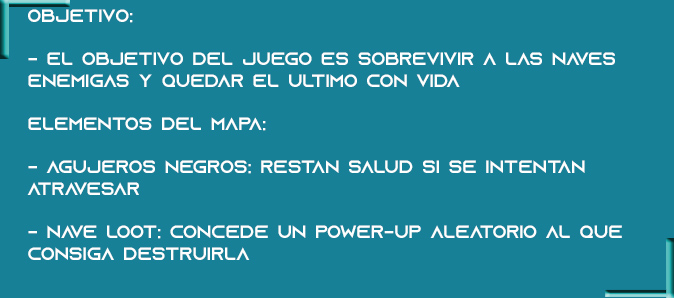 OBJETIVO:
- EL OBJETIVO DEL JUEGO ES SOBREVIVIR A LAS NAVES
ENEMIGAS Y QUEDAR EL ULTIMO CON VIDA
ELEMENTOS DEL MAPA:
- AGUJEROS NEGROS: RESTAN SALUD SI SE INTENTAN
ATRAVESAR
- NAVE LOOT: CONCEDE UN POWER-UP ALEATORIO AL QUE
CONSIGA DESTRUIRLA